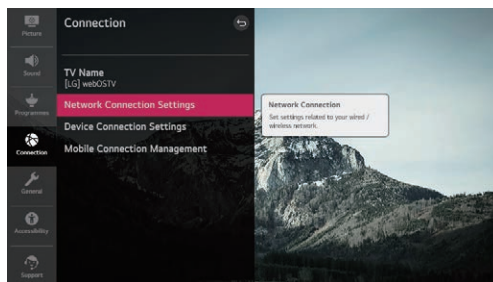 Picture
Sound
Programmes
Connection
General
Accessibility
Support
Connection
TV Name
[LG] webOSTV
Network Connection Settings
Device Connection Settings
Mobile Connection Management
Network Connection
Set settings related to your wired /
wireless network.